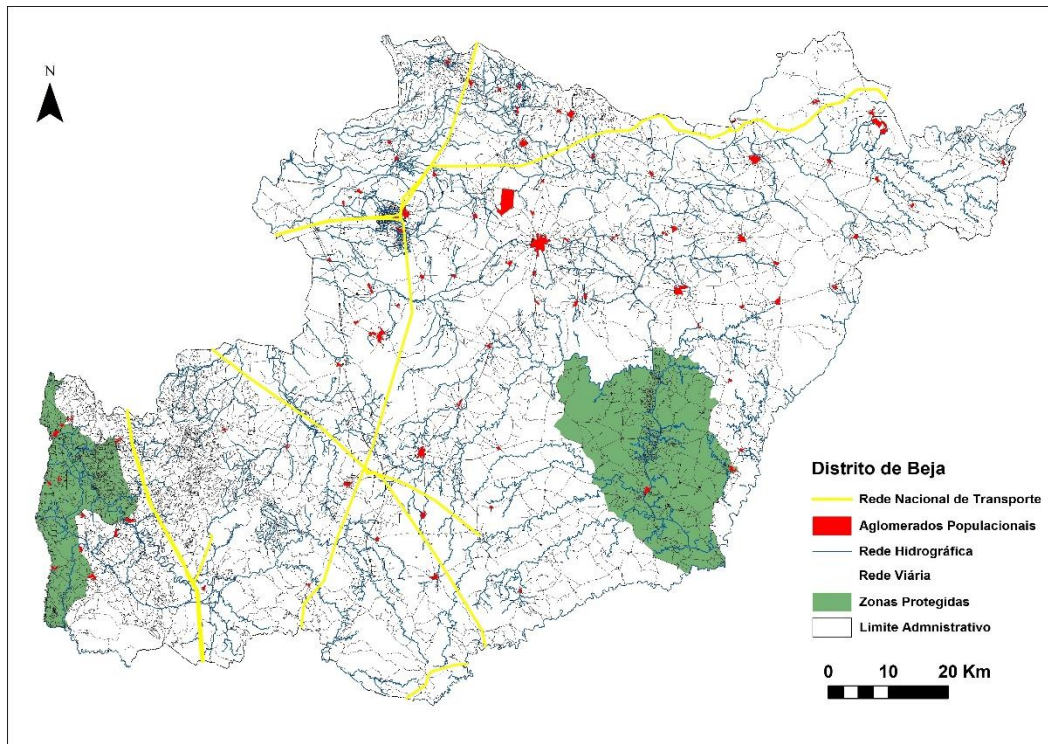 N
Distrito de Beja
Rede Nacional de Transporte
Aglomerados Populacionais
Rede Hidrográfica
Rede Viária
Zonas Protegidas
Limite Admnistrativo
0 10 20 Km